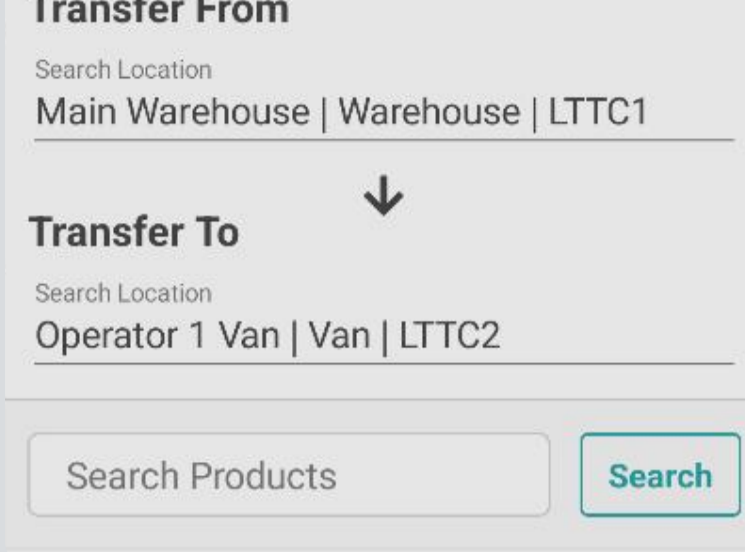 Transfer From
Search Location
Main Warehouse | Warehouse | LTTC1
Transfer To
Search Location
Operator 1 Van | Van | LTTC2
Search Products
Search